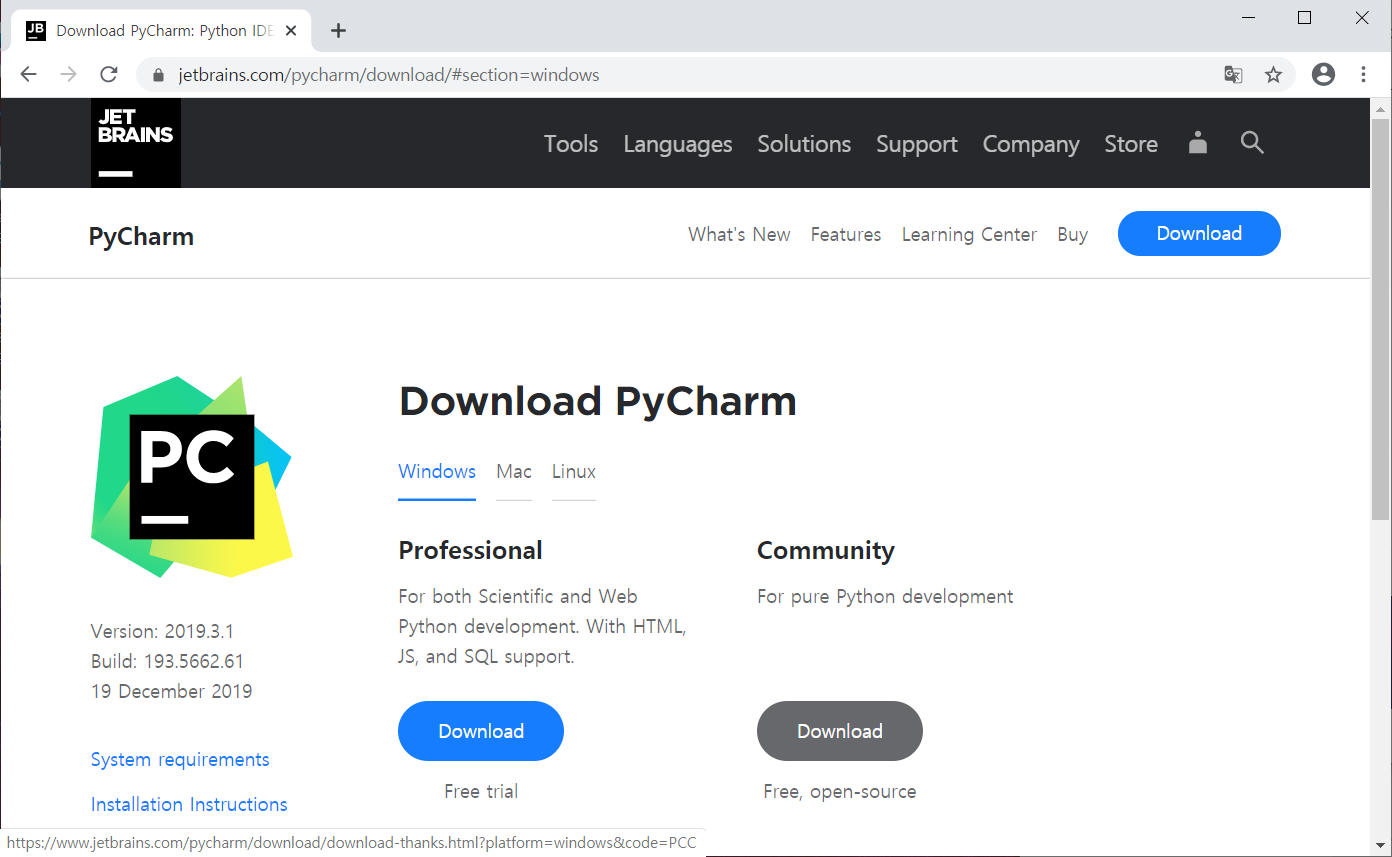 JB Download PyCharm: Python IDE
jetbrains.com/pycharm/download/#section=windows
JET
BRAINS
Tools Languages Solutions Support Company Store
PyCharm
What's New Features Learning Center Buy Download
PC
Download PyCharm
Windows Mac Linux
Professional
For both Scientific and Web
Python development. With HTML,
JS, and SQL support.
Download
Free trial
Community
For pure Python development
Download
Free, open-source
Version: 2019.3.1
Build: 193.5662.61
19 December 2019
System requirements
Installation Instructions
https://www.jetbrains.com/pycharm/download/download-thanks.html?platform=windows&code=PCC